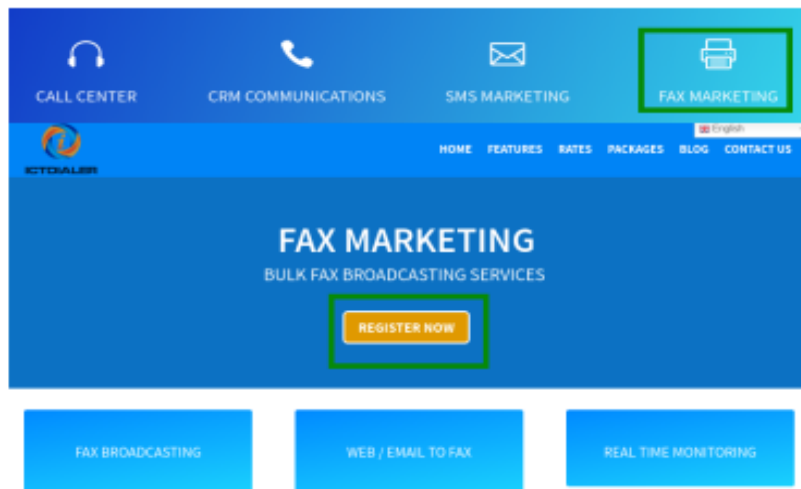 CALL CENTER CRM COMMUNICATIONS SMS MARKETING FAX MARKETING
English
ICTDIALER
HOME FEATURES RATES PACKAGES BLOG CONTACT US
FAX MARKETING
BULK FAX BROADCASTING SERVICES
REGISTER NOW
FAX BROADCASTING WEB / EMAIL TO FAX REAL TIME MONITORING